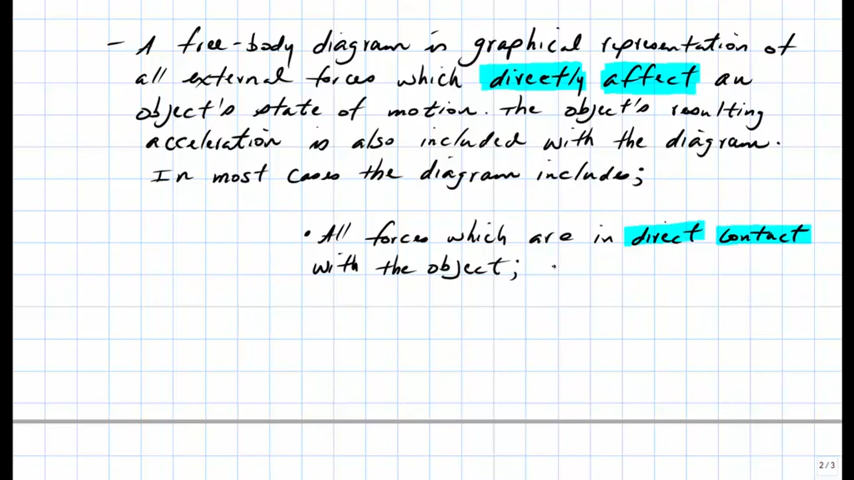 - A free-body diagram is graphical representation of
all external forces which directly affect an
object's state of motion. The object's resulting
acceleration is also included with the diagram.
In most cases the diagram includes;
• All forces which are in direct contact
with the object;
2/3